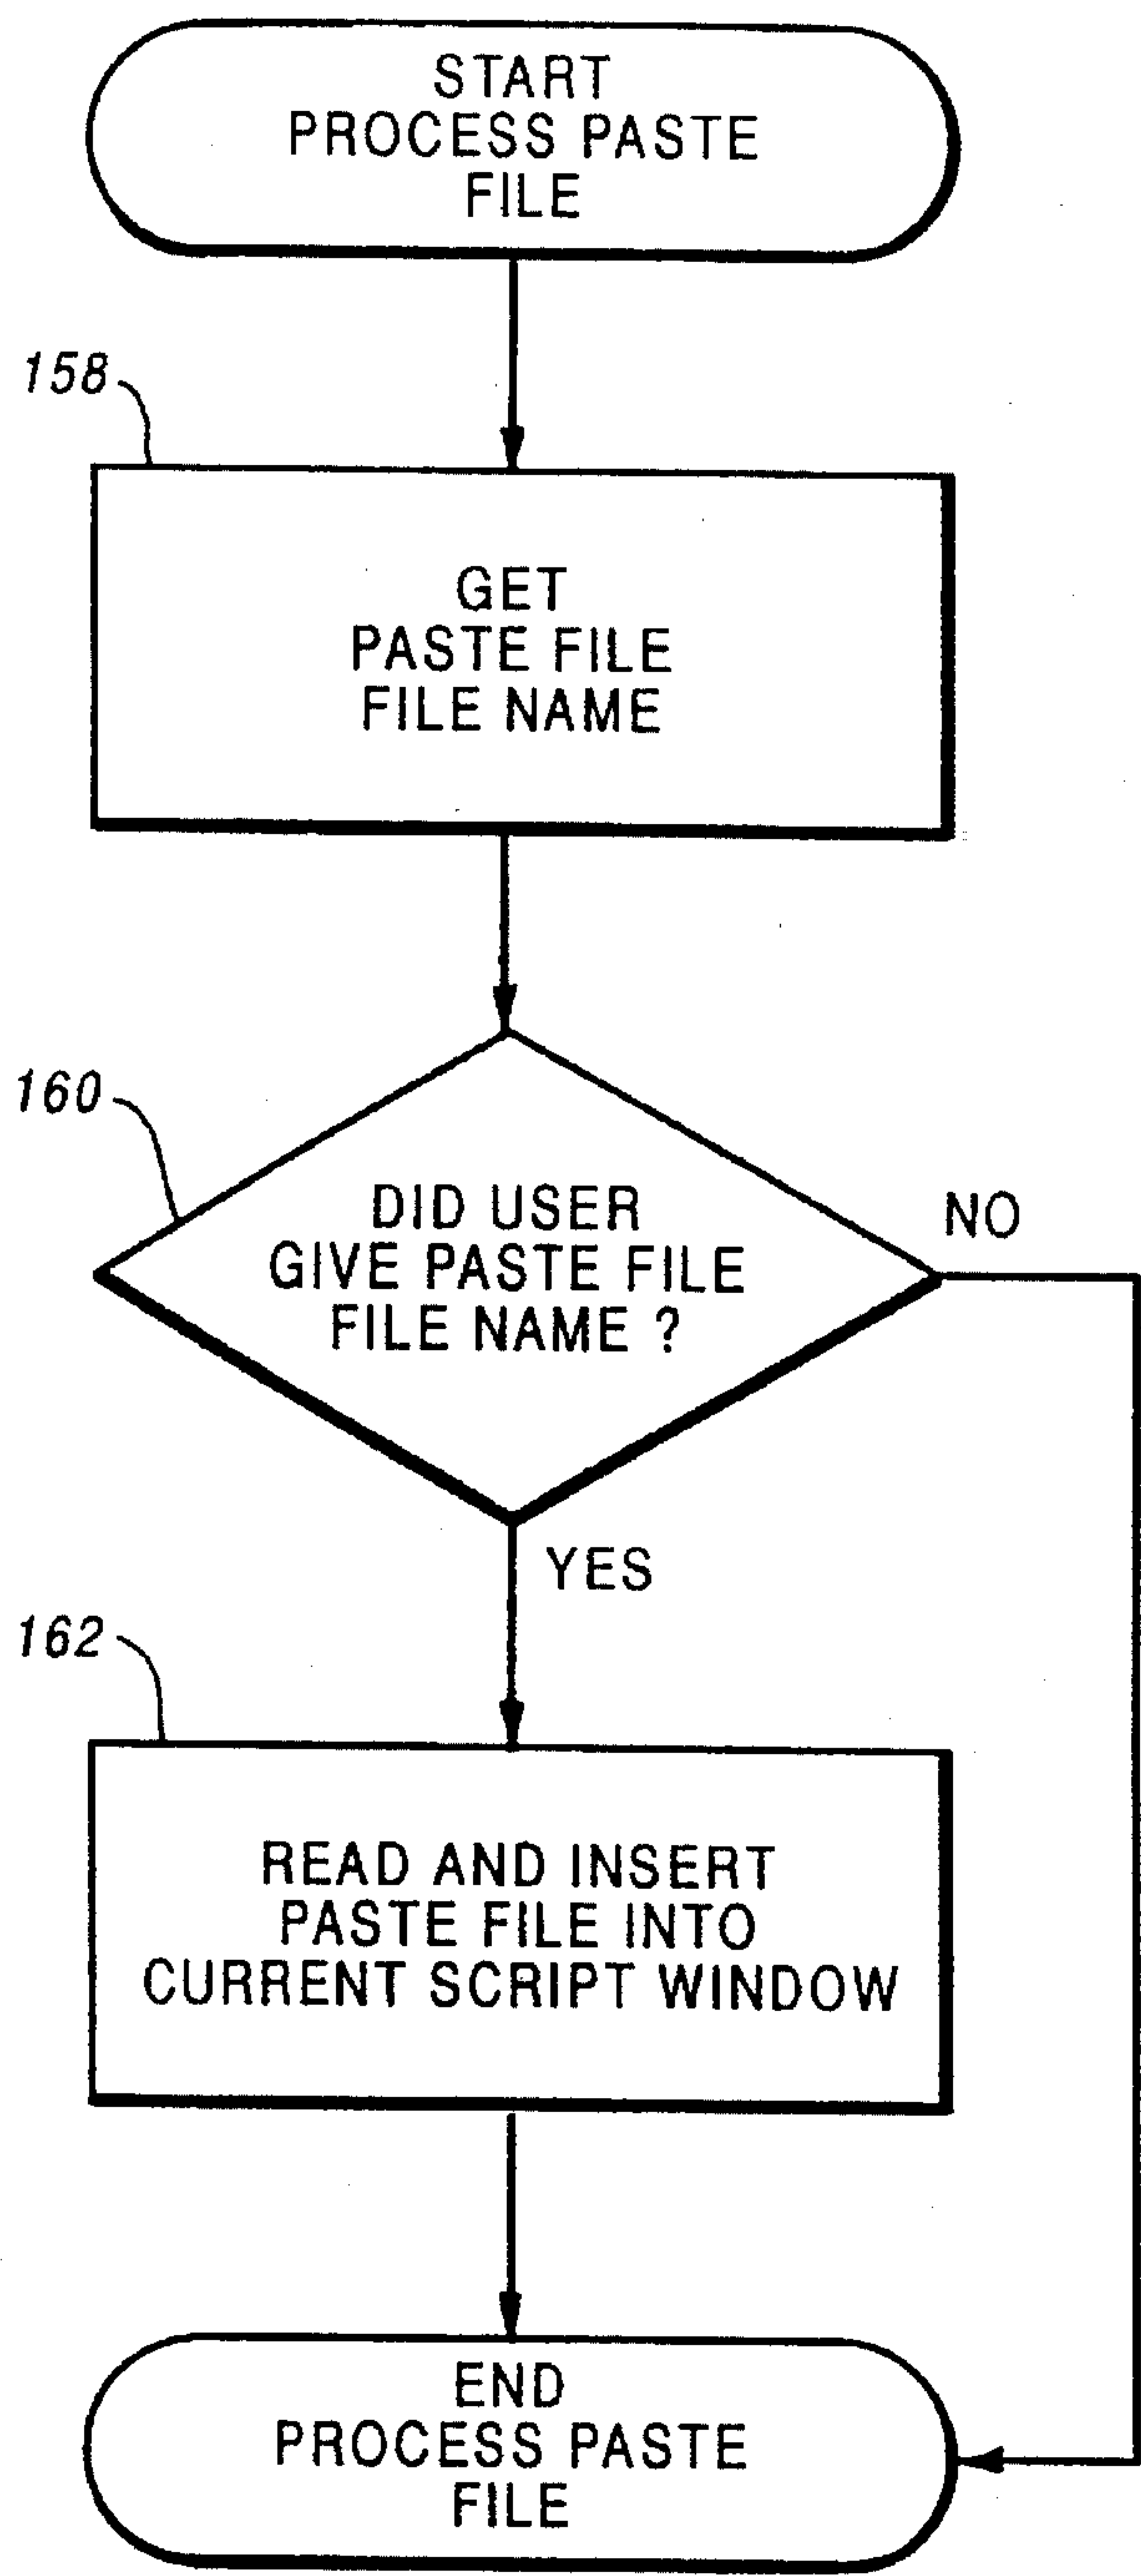 START
PROCESS PASTE
FILE
158
GET
PASTE FILE
FILE NAME
160
DID USER
GIVE PASTE FILE
FILE NAME ?
NO
YES
162
READ AND INSERT
PASTE FILE INTO
CURRENT SCRIPT WINDOW
END
PROCESS PASTE
FILE